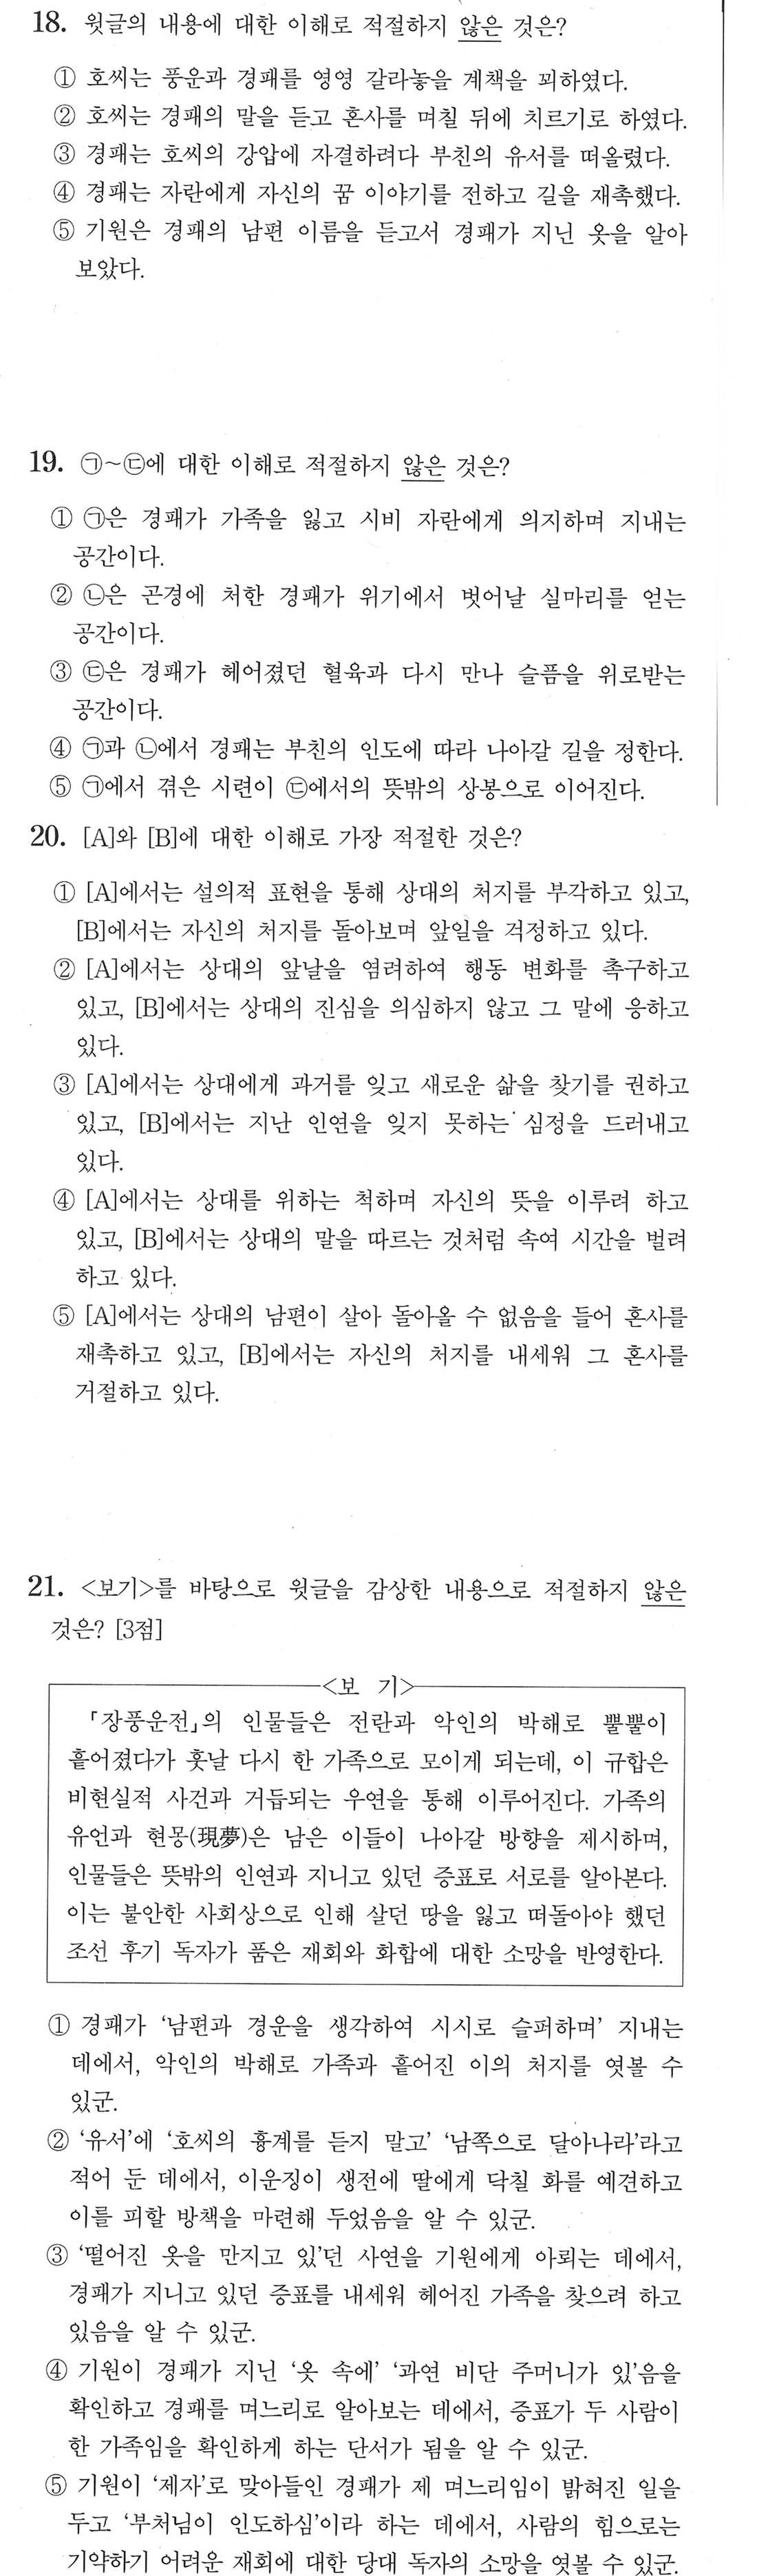 18. 윗글의 내용에 대한 이해로 적절하지 않은 것은?
① 호씨는 풍운과 경패를 영영 갈라놓을 계책을 꾀하였다.
② 호씨는 경패의 말을 듣고 혼사를 며칠 뒤에 치르기로 하였다.
③ 경패는 호씨의 강압에 자결하려다 부친의 유서를 떠올렸다.
④ 경패는 자란에게 자신의 꿈 이야기를 전하고 길을 재촉했다.
⑤ 기원은 경패의 남편 이름을 듣고서 경패가 지닌 옷을 알아
보았다.
19. ㉠~㉢에 대한 이해로 적절하지 않은 것은?
① ㉠은 경패가 가족을 잃고 시비 자란에게 의지하며 지내는
공간이다.
② ㉡은 곤경에 처한 경패가 위기에서 벗어날 실마리를 얻는
공간이다.
③ ㉢은 경패가 헤어졌던 혈육과 다시 만나 슬픔을 위로받는
공간이다.
④ ㉠과 ㉡에서 경패는 부친의 인도에 따라 나아갈 길을 정한다.
⑤ ㉠에서 겪은 시련이 ㉢에서의 뜻밖의 상봉으로 이어진다.
20. [A]와 [B]에 대한 이해로 가장 적절한 것은?
① [A]에서는 설의적 표현을 통해 상대의 처지를 부각하고 있고,
[B]에서는 자신의 처지를 돌아보며 앞일을 걱정하고 있다.
② [A]에서는 상대의 앞날을 염려하여 행동 변화를 촉구하고
있고, [B]에서는 상대의 진심을 의심하지 않고 그 말에 응하고
있다.
③ [A]에서는 상대에게 과거를 잊고 새로운 삶을 찾기를 권하고
있고, [B]에서는 지난 인연을 잊지 못하는 심정을 드러내고
있다.
④ [A]에서는 상대를 위하는 척하며 자신의 뜻을 이루려 하고
있고, [B]에서는 상대의 말을 따르는 것처럼 속여 시간을 벌려
하고 있다.
⑤ [A]에서는 상대의 남편이 살아 돌아올 수 없음을 들어 혼사를
재촉하고 있고, [B]에서는 자신의 처지를 내세워 그 혼사를
거절하고 있다.
21. <보기>를 바탕으로 윗글을 감상한 내용으로 적절하지 않은
것은? [3점]
<보 기>
「장풍운전」의 인물들은 전란과 악인의 박해로 뿔뿔이
흩어졌다가 훗날 다시 한 가족으로 모이게 되는데, 이 규합은
비현실적 사건과 거듭되는 우연을 통해 이루어진다. 가족의
유언과 현몽(現夢)은 남은 이들이 나아갈 방향을 제시하며,
인물들은 뜻밖의 인연과 지니고 있던 증표로 서로를 알아본다.
이는 불안한 사회상으로 인해 살던 땅을 잃고 떠돌아야 했던
조선 후기 독자가 품은 재회와 화합에 대한 소망을 반영한다.
① 경패가 ‘남편과 경운을 생각하여 시시로 슬퍼하며’ 지내는
데에서, 악인의 박해로 가족과 흩어진 이의 처지를 엿볼 수
있군.
② ‘유서’에 ‘호씨의 흉계를 듣지 말고’ ‘남쪽으로 달아나라’라고
적어 둔 데에서, 이운징이 생전에 딸에게 닥칠 화를 예견하고
이를 피할 방책을 마련해 두었음을 알 수 있군.
③ ‘떨어진 옷을 만지고 있’던 사연을 기원에게 아뢰는 데에서,
경패가 지니고 있던 증표를 내세워 헤어진 가족을 찾으려 하고
있음을 알 수 있군.
④ 기원이 경패가 지닌 ‘옷 속에’ ‘과연 비단 주머니가 있’음을
확인하고 경패를 며느리로 알아보는 데에서, 증표가 두 사람이
한 가족임을 확인하게 하는 단서가 됨을 알 수 있군.
⑤ 기원이 ‘제자’로 맞아들인 경패가 제 며느리임이 밝혀진 일을
두고 ‘부처님이 인도하심’이라 하는 데에서, 사람의 힘으로는
기약하기 어려운 재회에 대한 당대 독자의 소망을 엿볼 수 있군.